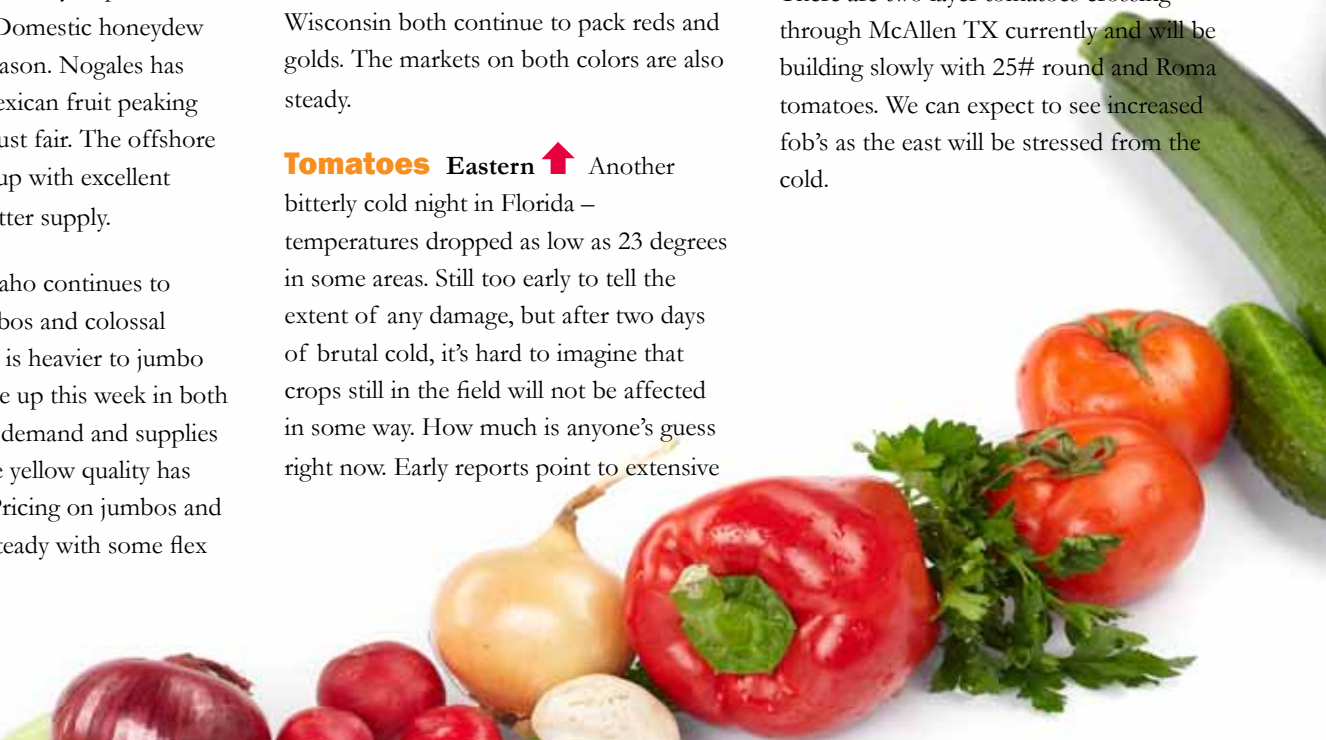 Domestic honeydew
ason. Nogales has
exican fruit peaking
ust fair. The offshore
up with excellent
tter supply.
aho continues to
bos and colossal
is heavier to jumbo
e up this week in both
demand and supplies
e yellow quality has
Pricing on jumbos and
teady with some flex
Wisconsin both continue to pack reds and
golds. The markets on both colors are also
steady.
Tomatoes Eastern Another
bitterly cold night in Florida –
temperatures dropped as low as 23 degrees
in some areas. Still too early to tell the
extent of any damage, but after two days
of brutal cold, it's hard to imagine that
crops still in the field will not be affected
in some way. How much is anyone's guess
right now. Early reports point to extensive
There are two layer tomatoes crossing
through McAllen TX currently and will be
building slowly with 25# round and Roma
tomatoes. We can expect to see increased
fob's as the east will be stressed from the
cold.